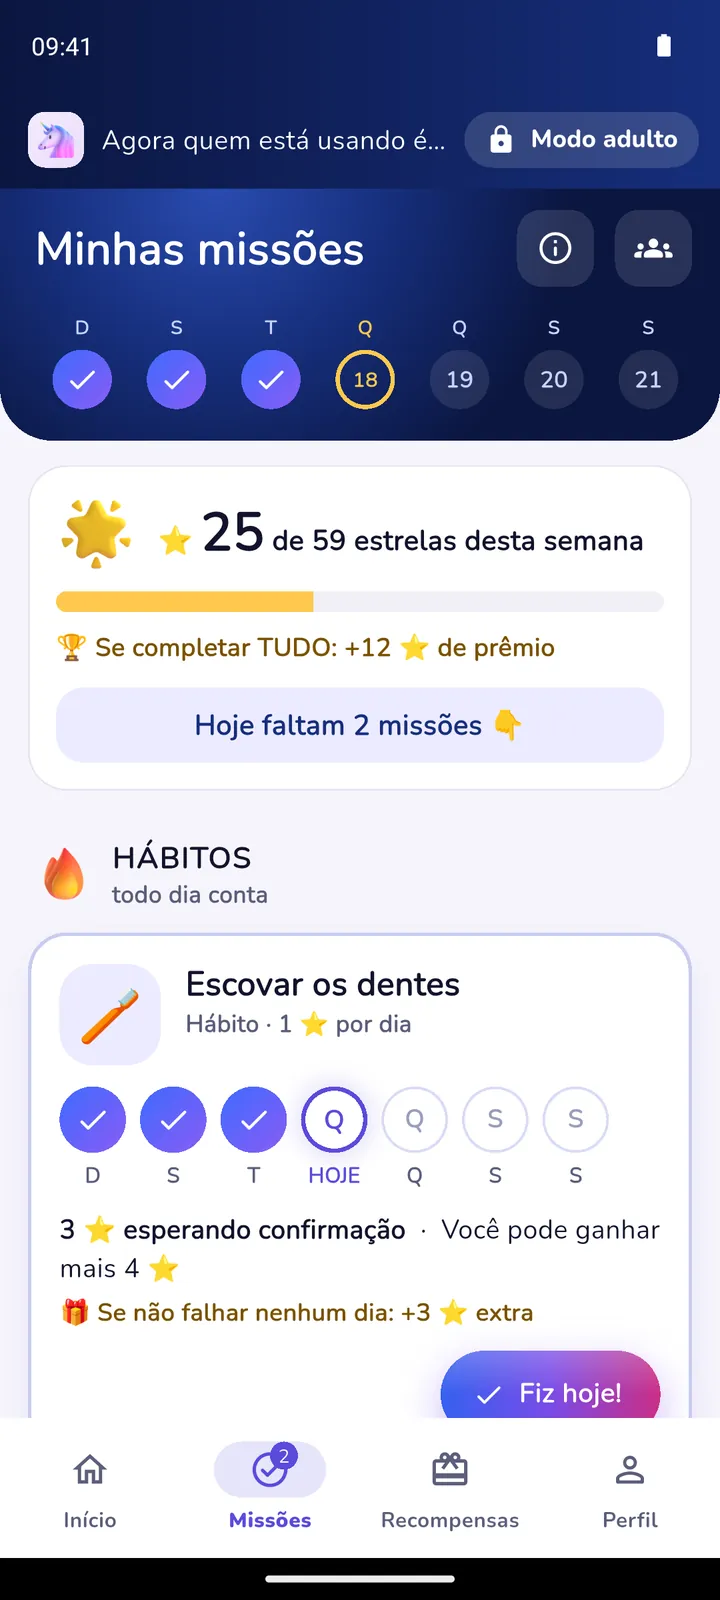 09:41
Agora quem está usando é...
Modo adulto
Minhas missões
D S T Q Q S S
18 19 20 21
25 de 59 estrelas desta semana
Se completar TUDO: +12 ⭐ de prêmio
Hoje faltam 2 missões 👇
HÁBITOS
todo dia conta
Escovar os dentes
Hábito · 1 ⭐ por dia
Q Q S S
D S T HOJE Q S S
3 ⭐ esperando confirmação · Você pode ganhar
mais 4 ⭐
Se não falhar nenhum dia: +3 ⭐ extra
Fiz hoje!
2
Início Missões Recompensas Perfil